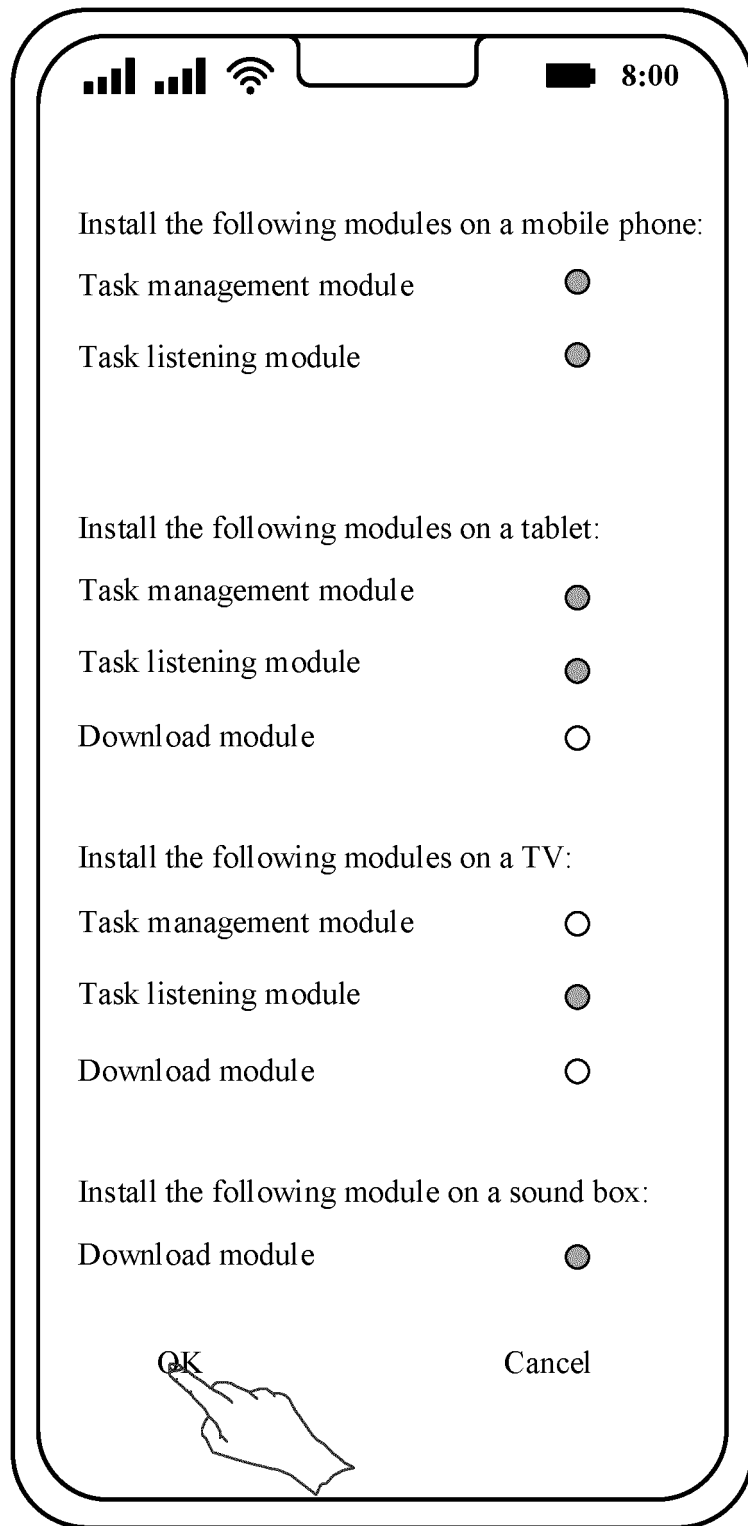 8:00
Install the following modules on a mobile phone:
Task management module
Task listening module
Install the following modules on a tablet:
Task management module
Task listening module
Download module
Install the following modules on a TV:
Task management module
Task listening module
Download module
Install the following module on a sound box:
Download module
OK Cancel